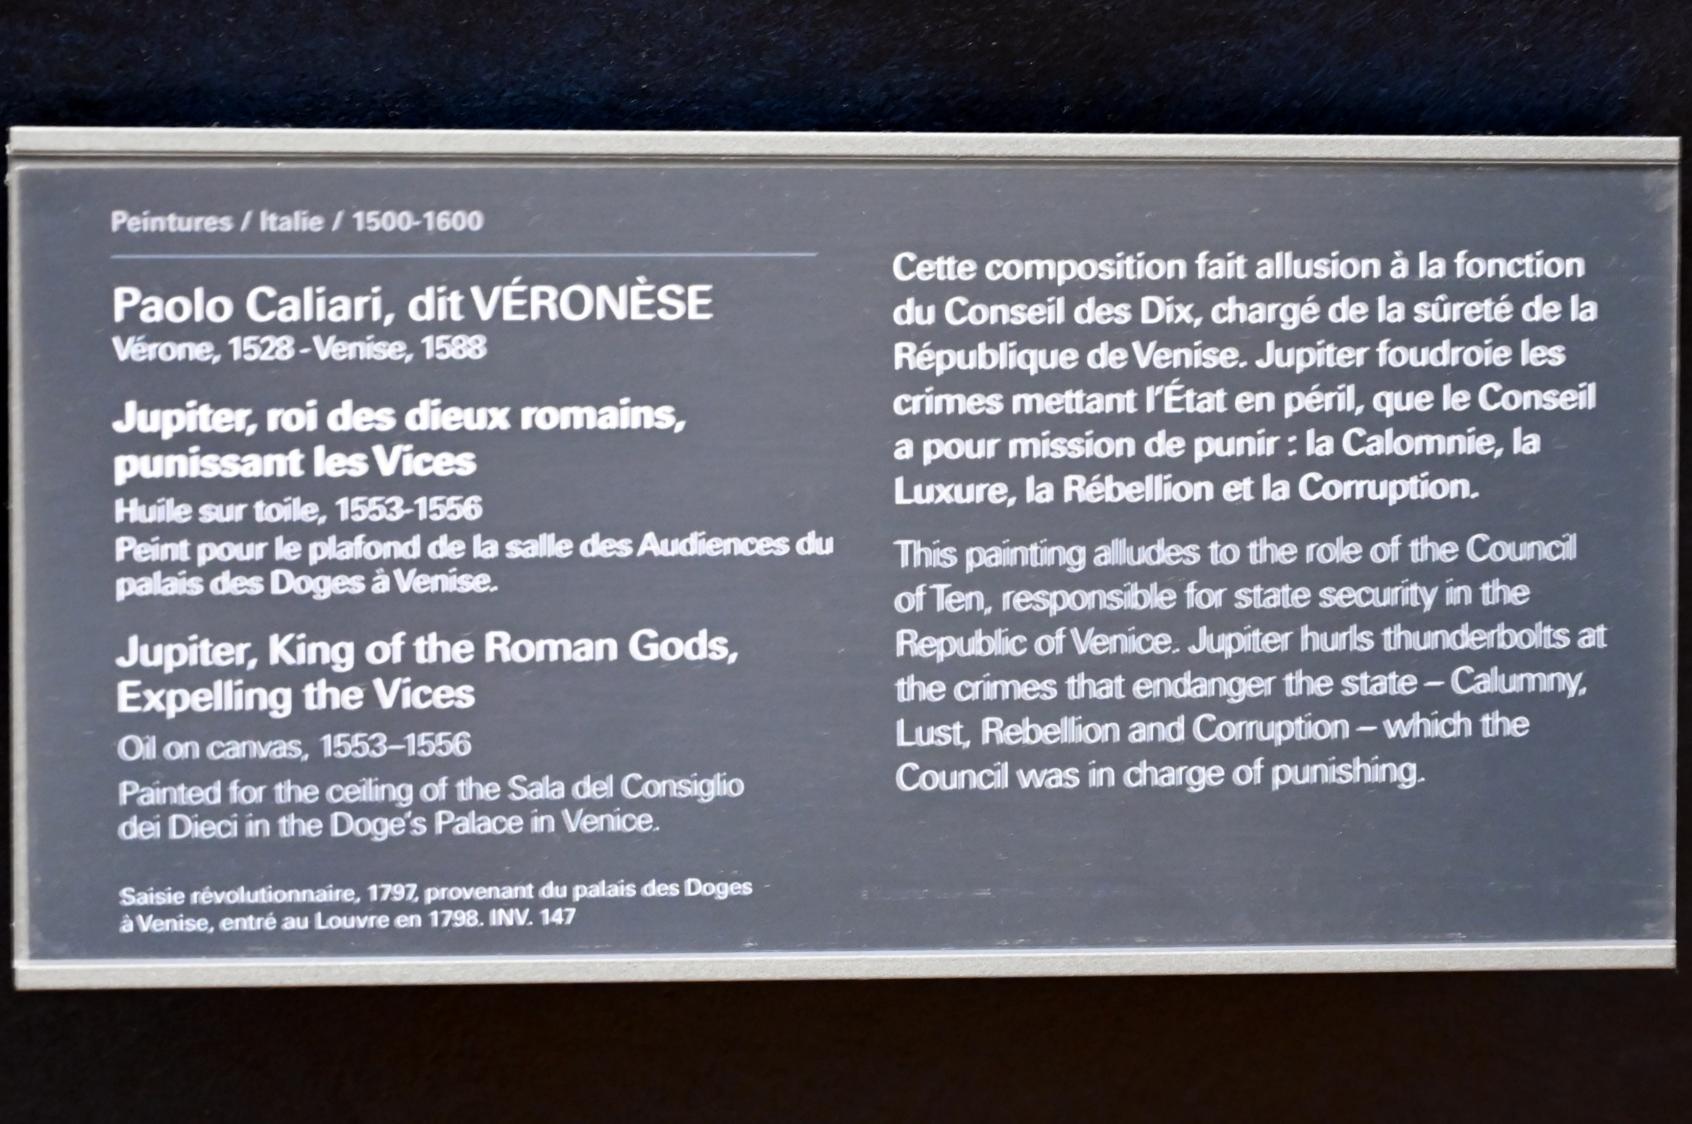 Peintures / Italie / 1500-1600
Paolo Caliari, dit VÉRONÈSE
Vérone, 1528 - Venise, 1588
Jupiter, roi des dieux romains,
punissant les Vices
Huile sur toile, 1553-1556
Peint pour le plafond de la salle des Audiences du
palais des Doges à Venise.
Jupiter, King of the Roman Gods,
Expelling the Vices
Oil on canvas, 1553–1556
Painted for the ceiling of the Sala del Consiglio
dei Dieci in the Doge's Palace in Venice.
Saisie révolutionnaire, 1797, provenant du palais des Doges
à Venise, entré au Louvre en 1798. INV. 147
Cette composition fait allusion à la fonction
du Conseil des Dix, chargé de la sûreté de la
République de Venise. Jupiter foudroie les
crimes mettant l'État en péril, que le Conseil
a pour mission de punir : la Calomnie, la
Luxure, la Rébellion et la Corruption.
This painting alludes to the role of the Council
of Ten, responsible for state security in the
Republic of Venice. Jupiter hurls thunderbolts at
the crimes that endanger the state – Calumny,
Lust, Rebellion and Corruption – which the
Council was in charge of punishing.